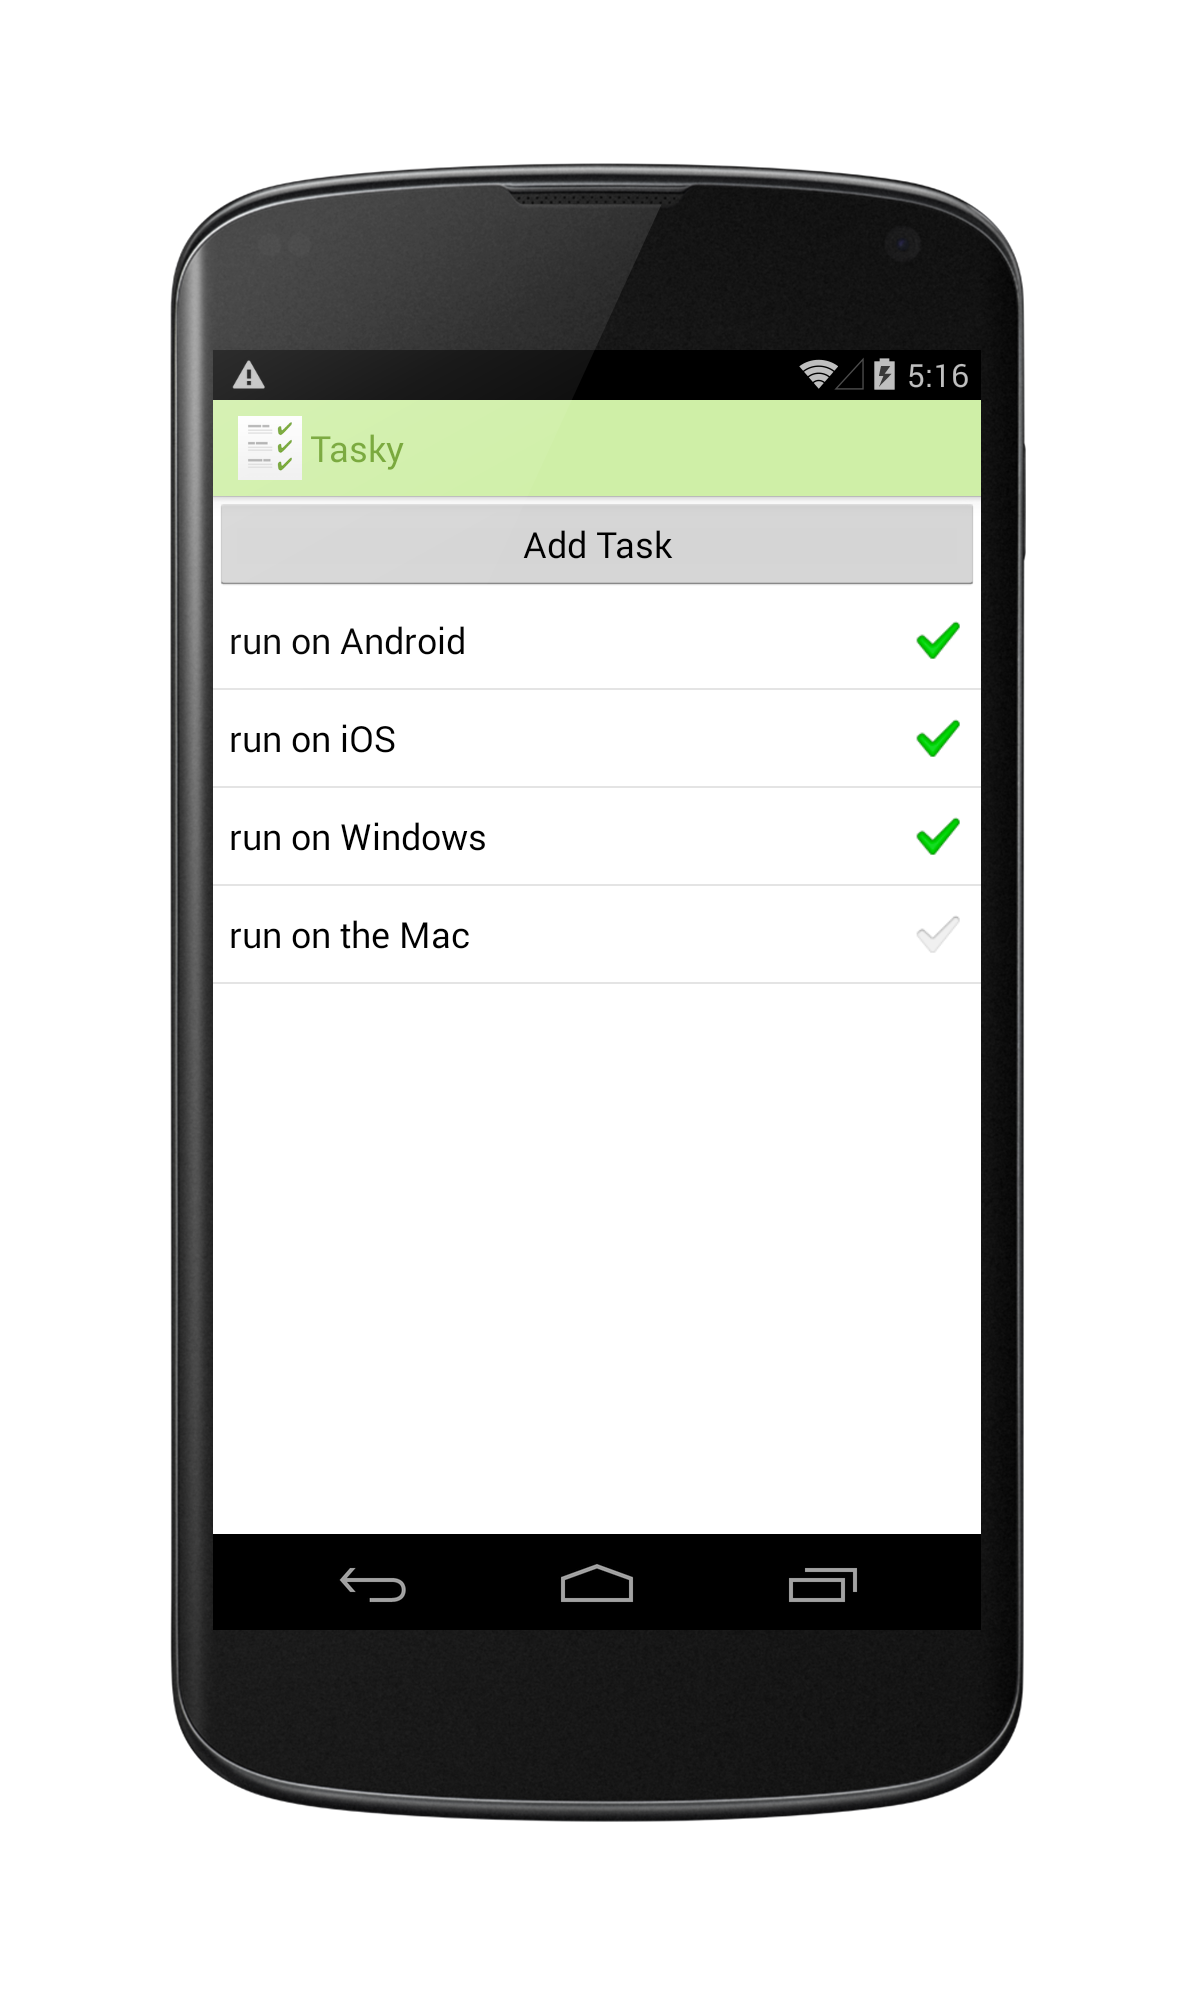 5:16
Tasky
Add Task
run on Android
run on iOS
run on Windows
run on the Mac